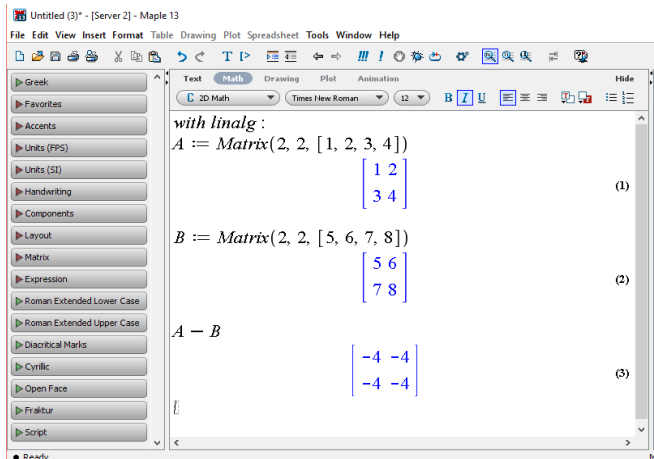 Untitled (3)* - [Server 2] - Maple 13
File Edit View Insert Format Table Drawing Plot Spreadsheet Tools Window Help
Text Math Drawing Plot Animation Hide
C 2D Math Times New Roman 12 B I U
Greek
Favorites
Accents
Units (FPS)
Units (SI)
Handwriting
Components
Layout
Matrix
Expression
Roman Extended Lower Case
Roman Extended Upper Case
Diacritical Marks
Cyrillic
Open Face
Fraktur
Script
with linalg :
A := Matrix(2, 2, [1, 2, 3, 4])
1 2
3 4
(1)
B := Matrix(2, 2, [5, 6, 7, 8])
5 6
7 8
(2)
A − B
−4 −4
−4 −4
(3)
Ready